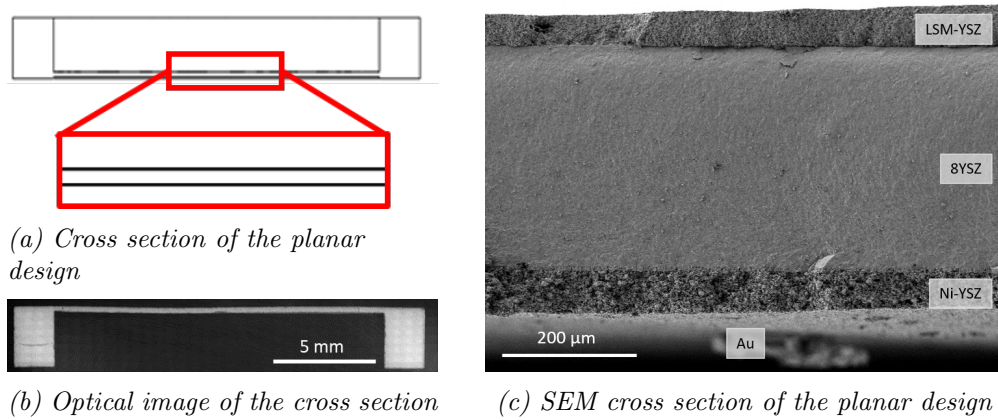 (a) Cross section of the planar
design
5 mm
(b) Optical image of the cross section
LSM-YSZ
8YSZ
Ni-YSZ
Au
200 µm
(c) SEM cross section of the planar design